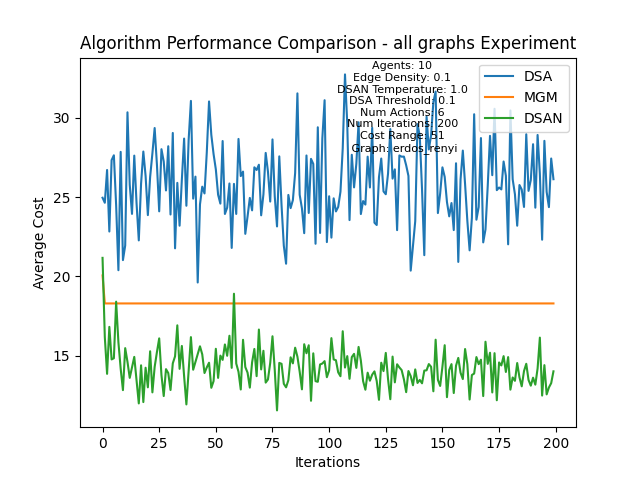 Algorithm Performance Comparison - all graphs Experiment
Agents: 10
Edge Density: 0.1
DSAN Temperature: 1.0
DSA Threshold: 0.1
Num Actions: 6
Num Iterations: 200
Cost Range: 51
Graph: erdos_renyi
DSA
MGM
DSAN
Average Cost
30
25
20
15
0 25 50 75 100 125 150 175 200
Iterations